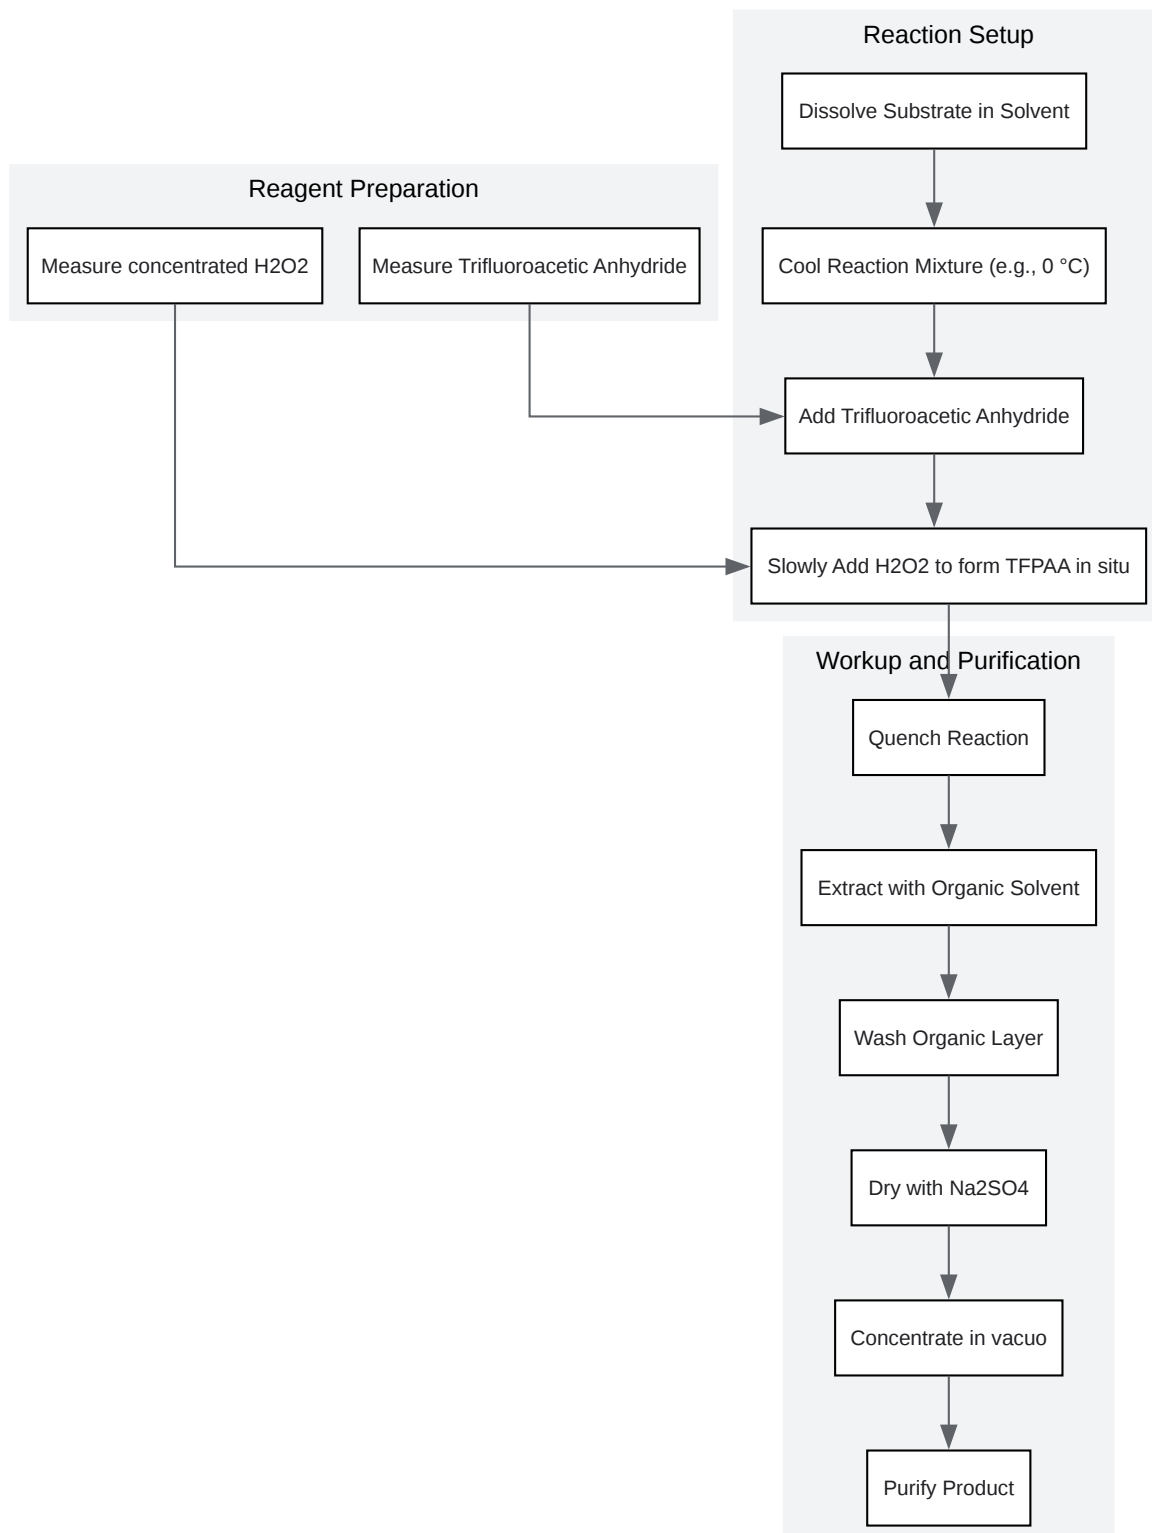 Reaction Setup
Dissolve Substrate in Solvent
Reagent Preparation
Measure concentrated H2O2
Measure Trifluoroacetic Anhydride
Cool Reaction Mixture (e.g., 0 °C)
Add Trifluoroacetic Anhydride
Slowly Add H2O2 to form TFPAA in situ
Workup and Purification
Quench Reaction
Extract with Organic Solvent
Wash Organic Layer
Dry with Na2SO4
Concentrate in vacuo
Purify Product